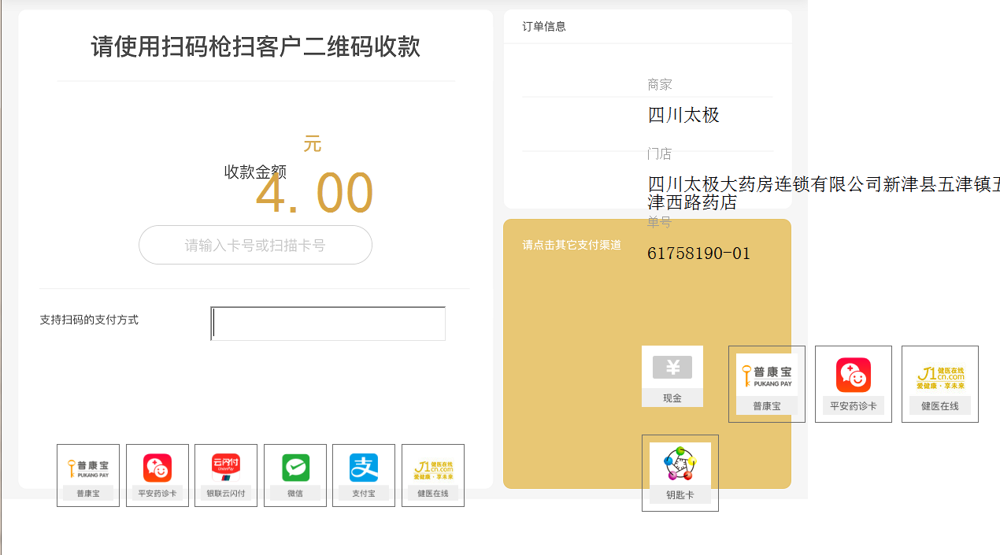 请使用扫码枪扫客户二维码收款
元
收款金额
4.00
请输入卡号或扫描卡号
支持扫码的支付方式
普康宝
PUKANG PAY
普康宝
平安药诊卡
云闪付
UnionPay
银联云闪付
微信
支
支付宝
J1健医在线
cn.com
爱健康·享未来
健医在线
订单信息
商家
四川太极
门店
四川太极大药房连锁有限公司新津县五津镇五
津西路药店
单号
61758190-01
请点击其它支付渠道
¥
现金
普康宝
PUKANG PAY
普康宝
平安药诊卡
J1健医在线
cn.com
爱健康·享未来
健医在线
钥匙卡